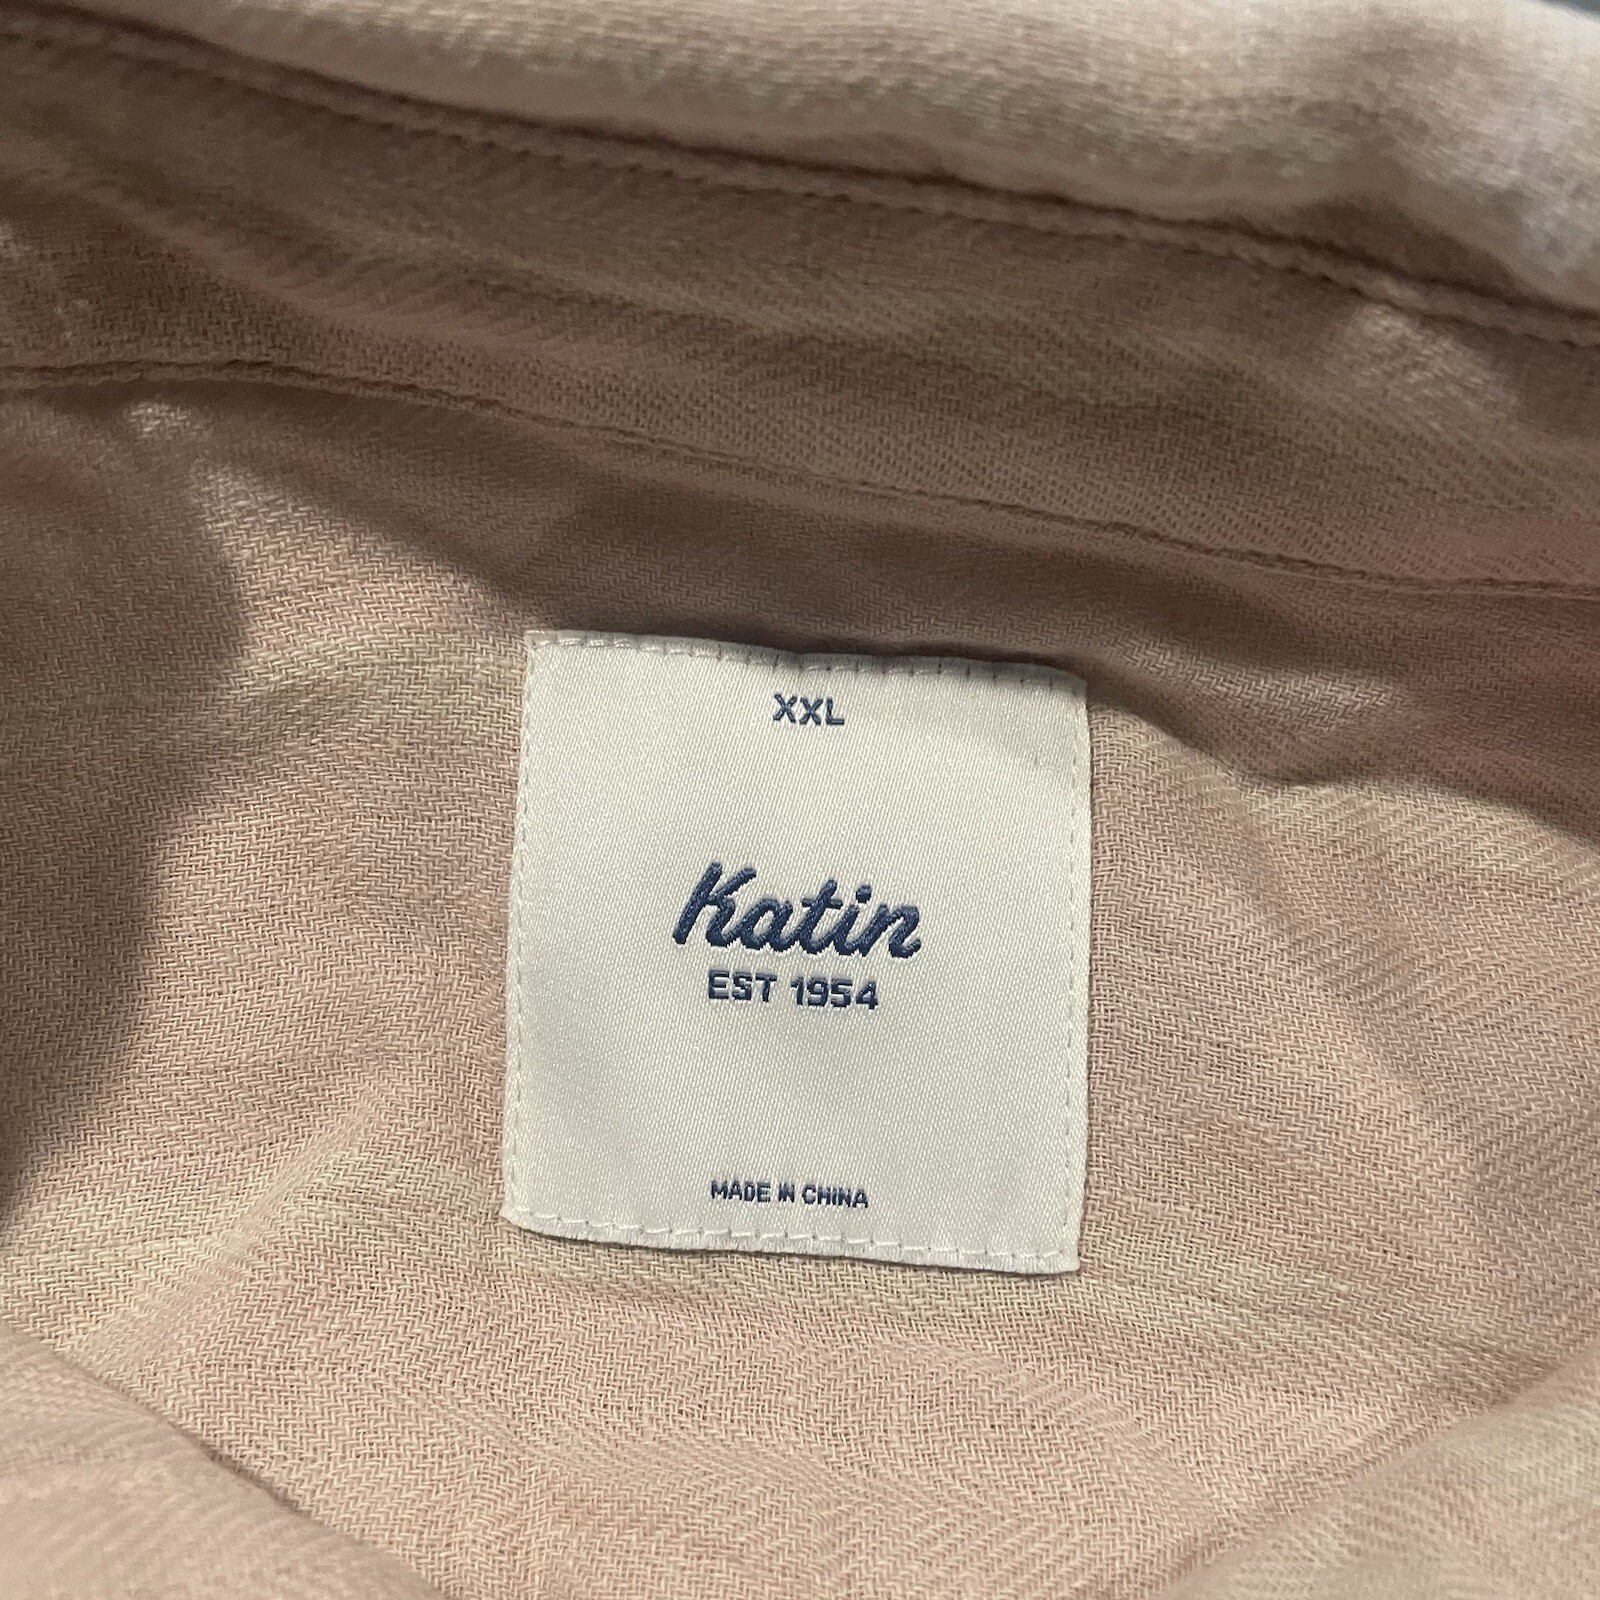 XXL
Katin
EST 1954
MADE IN CHINA